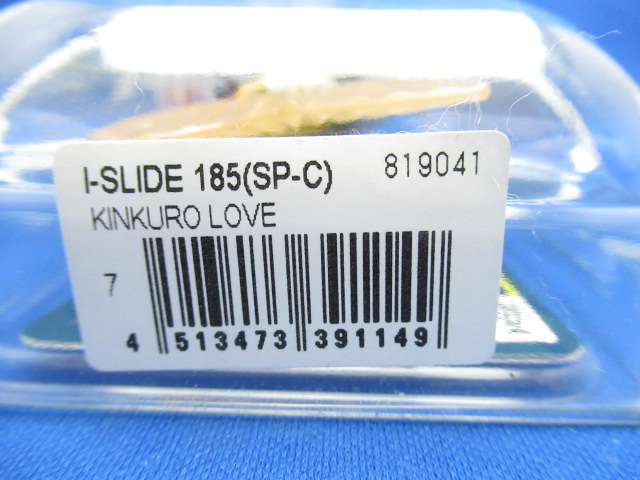 I-SLIDE 185(SP-C) 819041
KINKURO LOVE
7
4 513473 391149